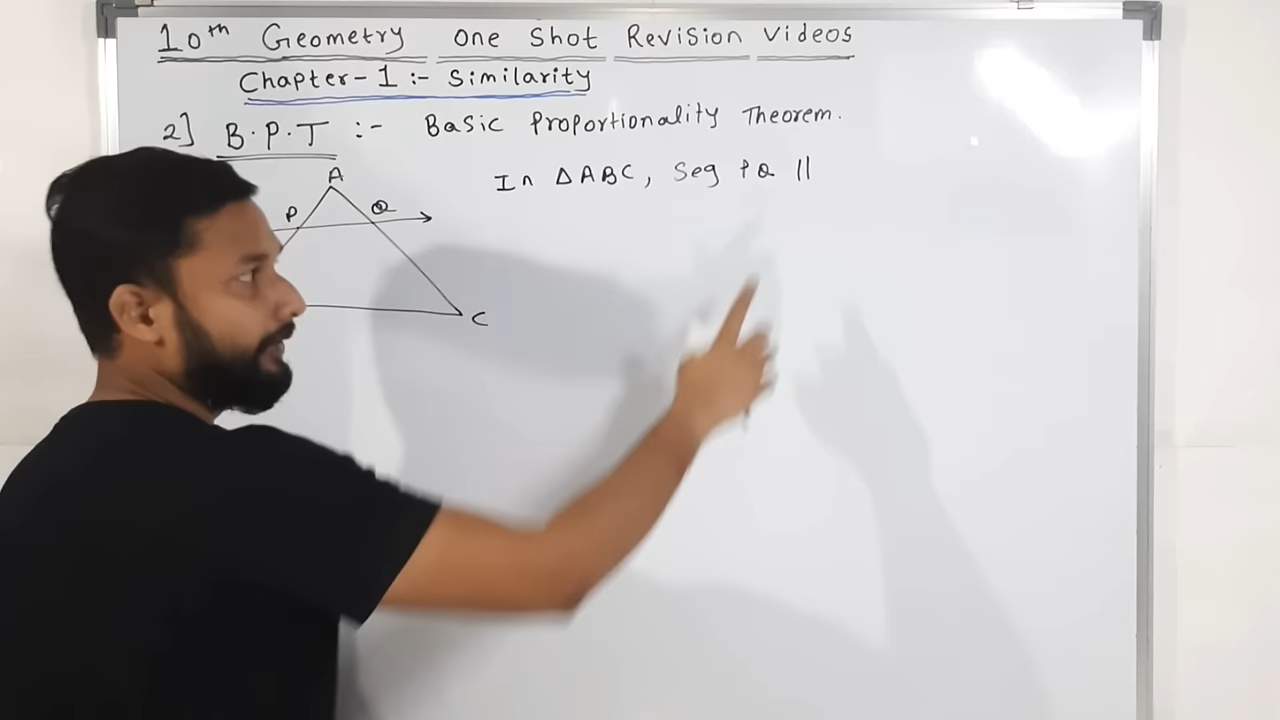 10th Geometry One Shot Revision Videos
Chapter-1 :- Similarity
2] B.P.T :- Basic Proportionality Theorem.
In ΔABC, Seg PQ ||
A
P Q
C